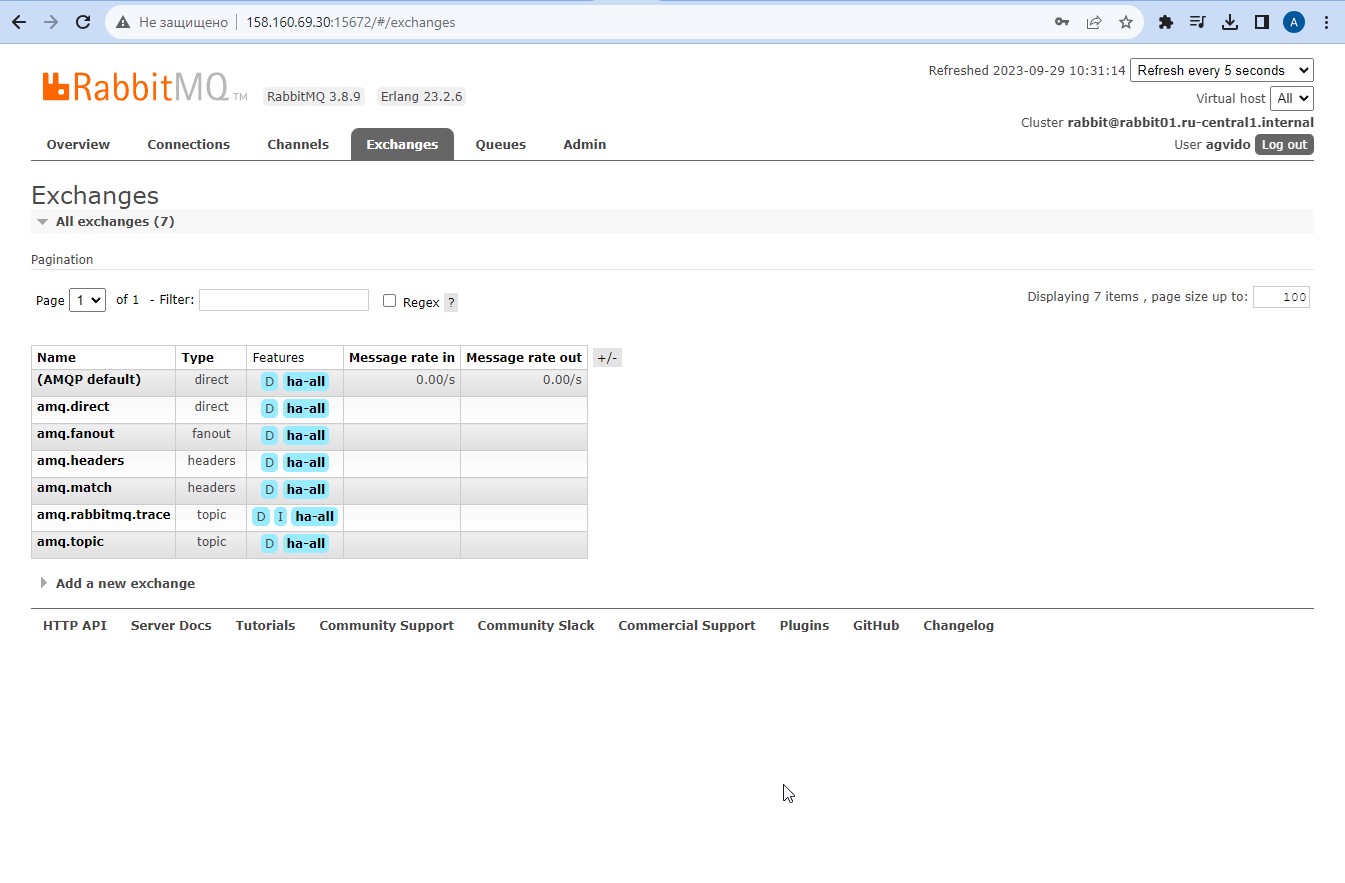 Не защищено 158.160.69.30:15672/#/exchanges A
RabbitMQ TM RabbitMQ 3.8.9 Erlang 23.2.6
Refreshed 2023-09-29 10:31:14 Refresh every 5 seconds
Virtual host All
Cluster rabbit@rabbit01.ru-central1.internal
User agvido Log out
Overview Connections Channels Exchanges Queues Admin
Exchanges
All exchanges (7)
Pagination
Page 1 of 1 - Filter: Regex ? Displaying 7 items , page size up to: 100
Name Type Features Message rate in Message rate out +/-
(AMQP default) direct D ha-all 0.00/s 0.00/s
amq.direct direct D ha-all
amq.fanout fanout D ha-all
amq.headers headers D ha-all
amq.match headers D ha-all
amq.rabbitmq.trace topic D I ha-all
amq.topic topic D ha-all
Add a new exchange
HTTP API Server Docs Tutorials Community Support Community Slack Commercial Support Plugins GitHub Changelog